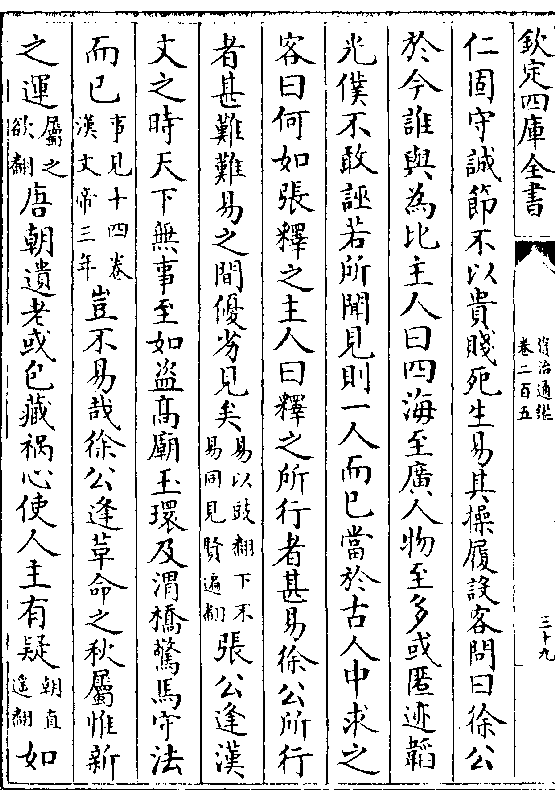 欽定四庫全書
資治通鑑
卷二百五
三十九
仁固守誠節不以貴賤死生易其操履設客問曰徐公
於今誰與為比主人曰四海至廣人物至多或匿迹韜
光僕不敢誣若所聞見則一人而已當於古人中求之
客曰何如張釋之主人曰釋之所行者甚易徐公所行
者甚難難易之間優劣見矣易以豉翻下不易同見賢遍翻張公逢漢
文之時天下無事至如盗高廟玉環及渭橋驚馬守法
而已事見十四卷漢文帝三年豈不易哉徐公逢革命之秋屬惟新
之運屬之欲翻唐朝遺老或包藏禍心使人主有疑朝直遥翻如